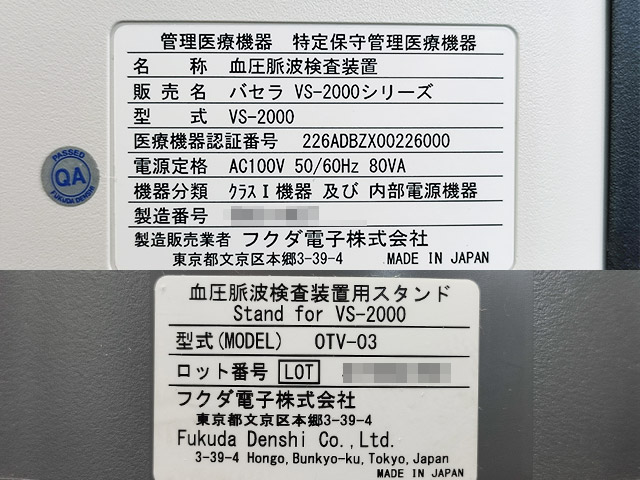 管理医療機器　特定保守管理医療機器
名　　称　血圧脈波検査装置
販 売 名　バセラ VS-2000シリーズ
型　　式　VS-2000
医療機器認証番号　226ADBZX00226000
電源定格　AC100V 50/60Hz 80VA
機器分類　クラスⅠ機器 及び 内部電源機器
製造番号
製造販売業者 フクダ電子株式会社
東京都文京区本郷3-39-4　MADE IN JAPAN
PASSED
QA
FUKUDA DENSHI
血圧脈波検査装置用スタンド
Stand for VS-2000
型式(MODEL)　OTV-03
ロット番号 LOT
フクダ電子株式会社
東京都文京区本郷3-39-4
Fukuda Denshi Co.,Ltd.
3-39-4 Hongo,Bunkyo-ku,Tokyo,Japan
MADE IN JAPAN